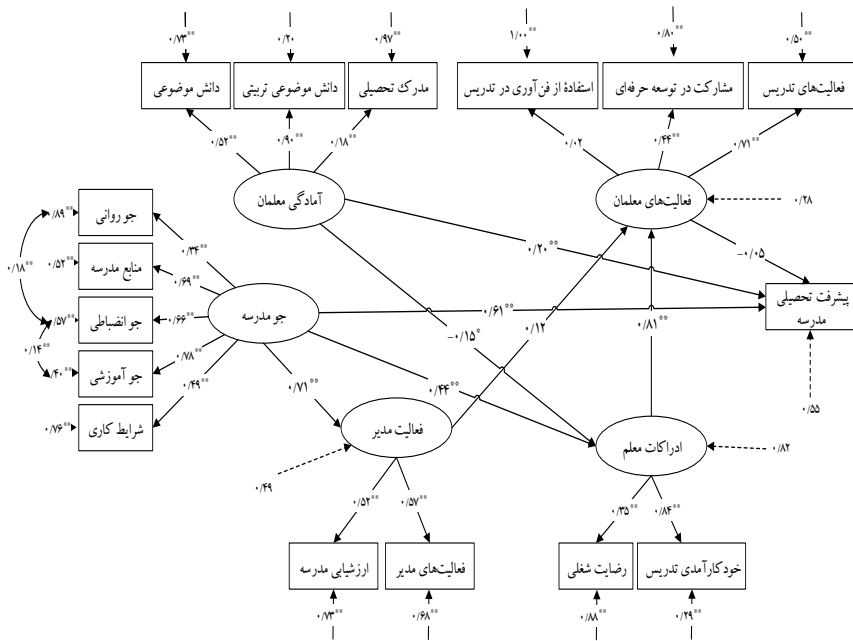 ۰/۷۳** ۰/۲۰ ۰/۹۷** ۱/۰۰** ۰/۸۰** ۰/۵۰**
دانش موضوعی
دانش موضوعی تربیتی
مدرک تحصیلی
استفادهٔ از فن‌آوری در تدریس
مشارکت در توسعه حرفه‌ای
فعالیت‌های تدریس
۰/۵۲** ۰/۹۰** ۰/۱۸** ۰/۰۲ ۰/۴۴** ۰/۷۱**
آمادگی معلمان
فعالیت‌های معلمان
۰/۲۸
جو روانی
۰/۸۹**
۰/۳۴**
۰/۲۰**
-۰/۰۵
منابع مدرسه
۰/۵۲**
۰/۶۹**
۰/۱۸**
جو انضباطی
۰/۵۷**
۰/۶۶**
جو مدرسه
۰/۶۱**
پیشرفت تحصیلی
مدرسه
-۰/۱۵*
۰/۱۲
۰/۸۱**
۰/۱۴**
جو آموزشی
۰/۴۰**
۰/۷۸**
۰/۷۱**
۰/۴۴**
۰/۴۹**
۰/۵۵
شرایط کاری
۰/۷۶**
فعالیت مدیر
ادراکات معلم
۰/۸۲
۰/۴۹
۰/۵۲** ۰/۵۷** ۰/۳۵** ۰/۸۴**
ارزشیابی مدرسه
فعالیت‌های مدیر
رضایت شغلی
خودکارآمدی تدریس
۰/۷۳** ۰/۶۸** ۰/۸۸** ۰/۲۹**